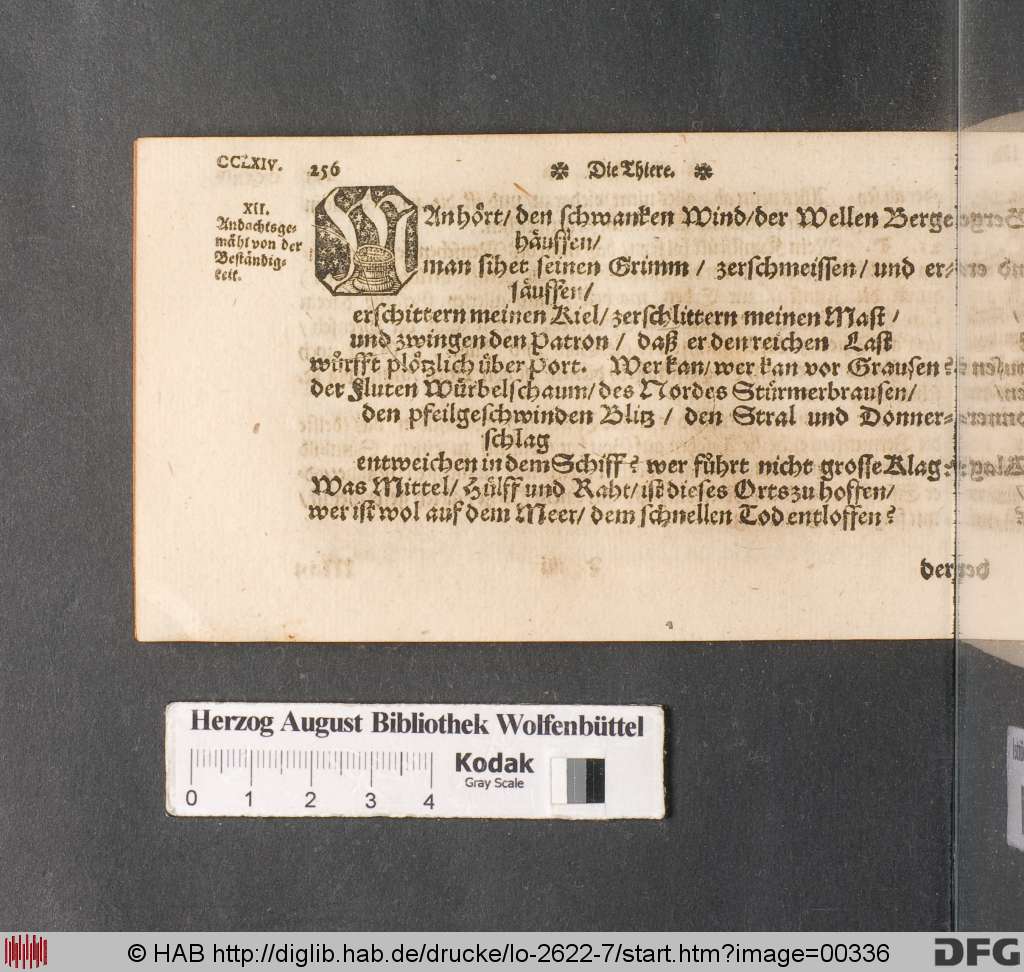 CCLXIV. 256 ✽ Die Thiere. ✽
XII.
Andachtsge-
mähl von der
Beständig-
keit.
MAnhört/ den schwanken Wind/der Wellen Berge
häuffen/
man sihet seinen Grimm / zerschmeissen/ und er-
säuffen/
erschittern meinen Kiel/ zerschlittern meinen Mast /
und zwingen den Patron / daß er den reichen Last
würfft plötzlich über Port. Wer kan/ wer kan vor Grausen?
der Fluten Würbelschaum/ des Nordes Stürmerbrausen/
den pfeilgeschwinden Blitz / den Stral und Donner-
schlag
entweichen in dem Schiff? wer führt nicht grosse Klag?
Was Mittel/ Hülff und Raht/ ist dieses Orts zu hoffen/
wer ist wol auf dem Meer/ dem schnellen Tod entloffen?
der
Herzog August Bibliothek Wolfenbüttel
0 1 2 3 4
Kodak
Gray Scale
© HAB http://diglib.hab.de/drucke/lo-2622-7/start.htm?image=00336
DFG